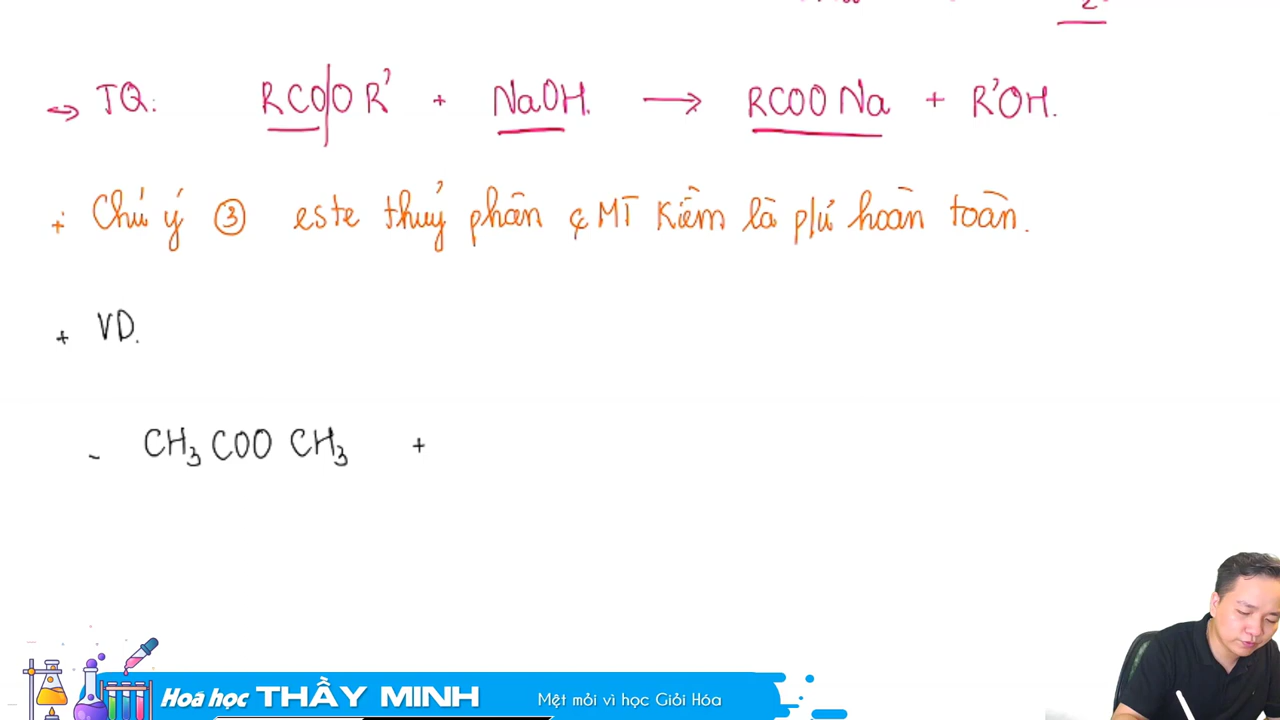 ↔ TQ: RCOOR' + NaOH. → RCOONa + R'OH.
+ Chú ý ③ este thuỷ phân ¢ MT Kiềm là p/ứ hoàn toàn.
+ VD.
- CH₃COOCH₃ +
Hoá học THẦY MINH Mệt mỏi vì học Giỏi Hóa